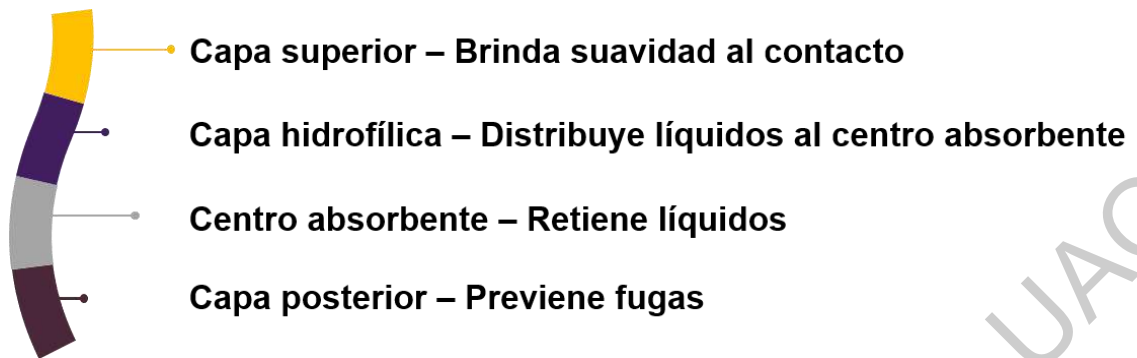 Capa superior – Brinda suavidad al contacto
Capa hidrofílica – Distribuye líquidos al centro absorbente
Centro absorbente – Retiene líquidos
Capa posterior – Previene fugas